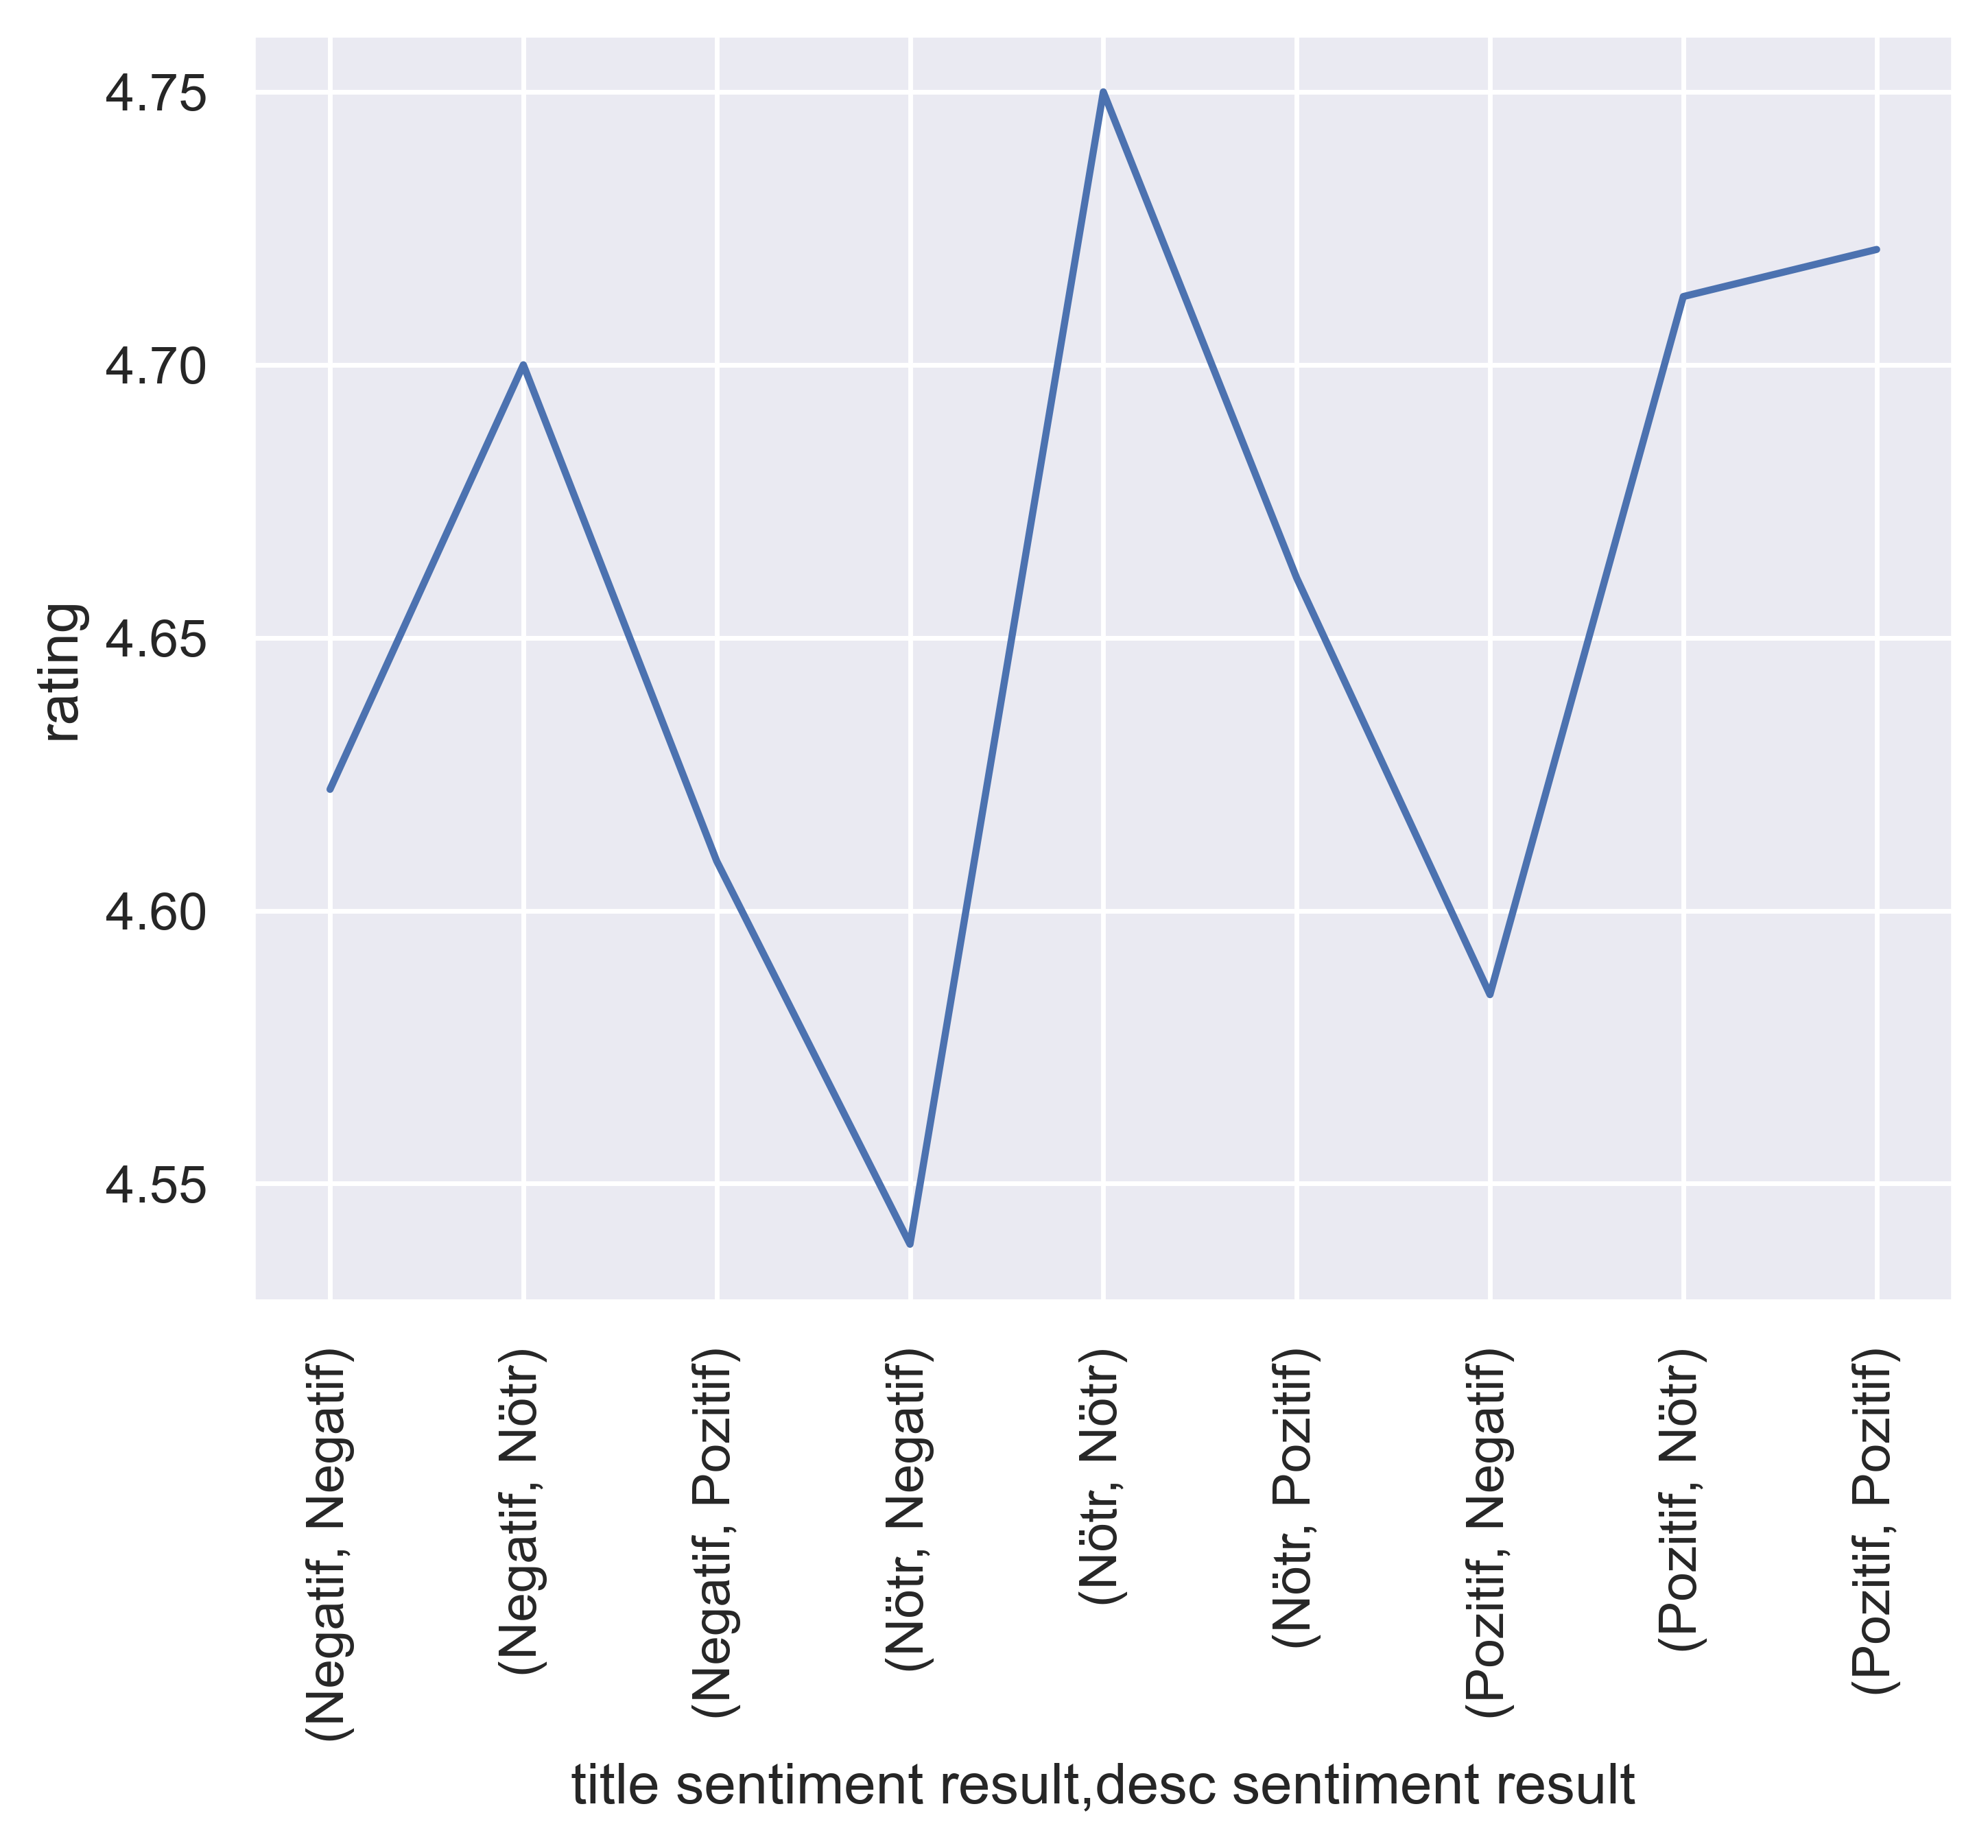 4.75
4.70
4.65
4.60
4.55
rating
(Negatif, Negatif)
(Negatif, Nötr)
(Negatif, Pozitif)
(Nötr, Negatif)
(Nötr, Nötr)
(Nötr, Pozitif)
(Pozitif, Negatif)
(Pozitif, Nötr)
(Pozitif, Pozitif)
title sentiment result,desc sentiment result